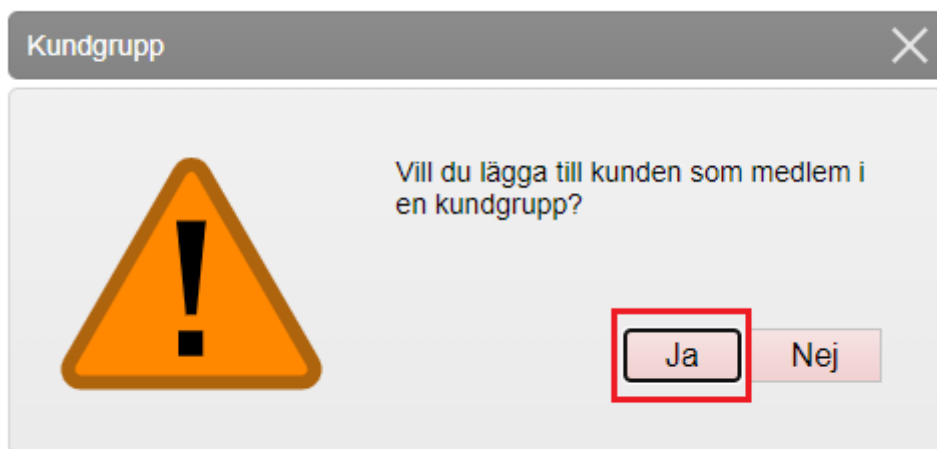 Kundgrupp
Vill du lägga till kunden som medlem i
en kundgrupp?
Ja Nej